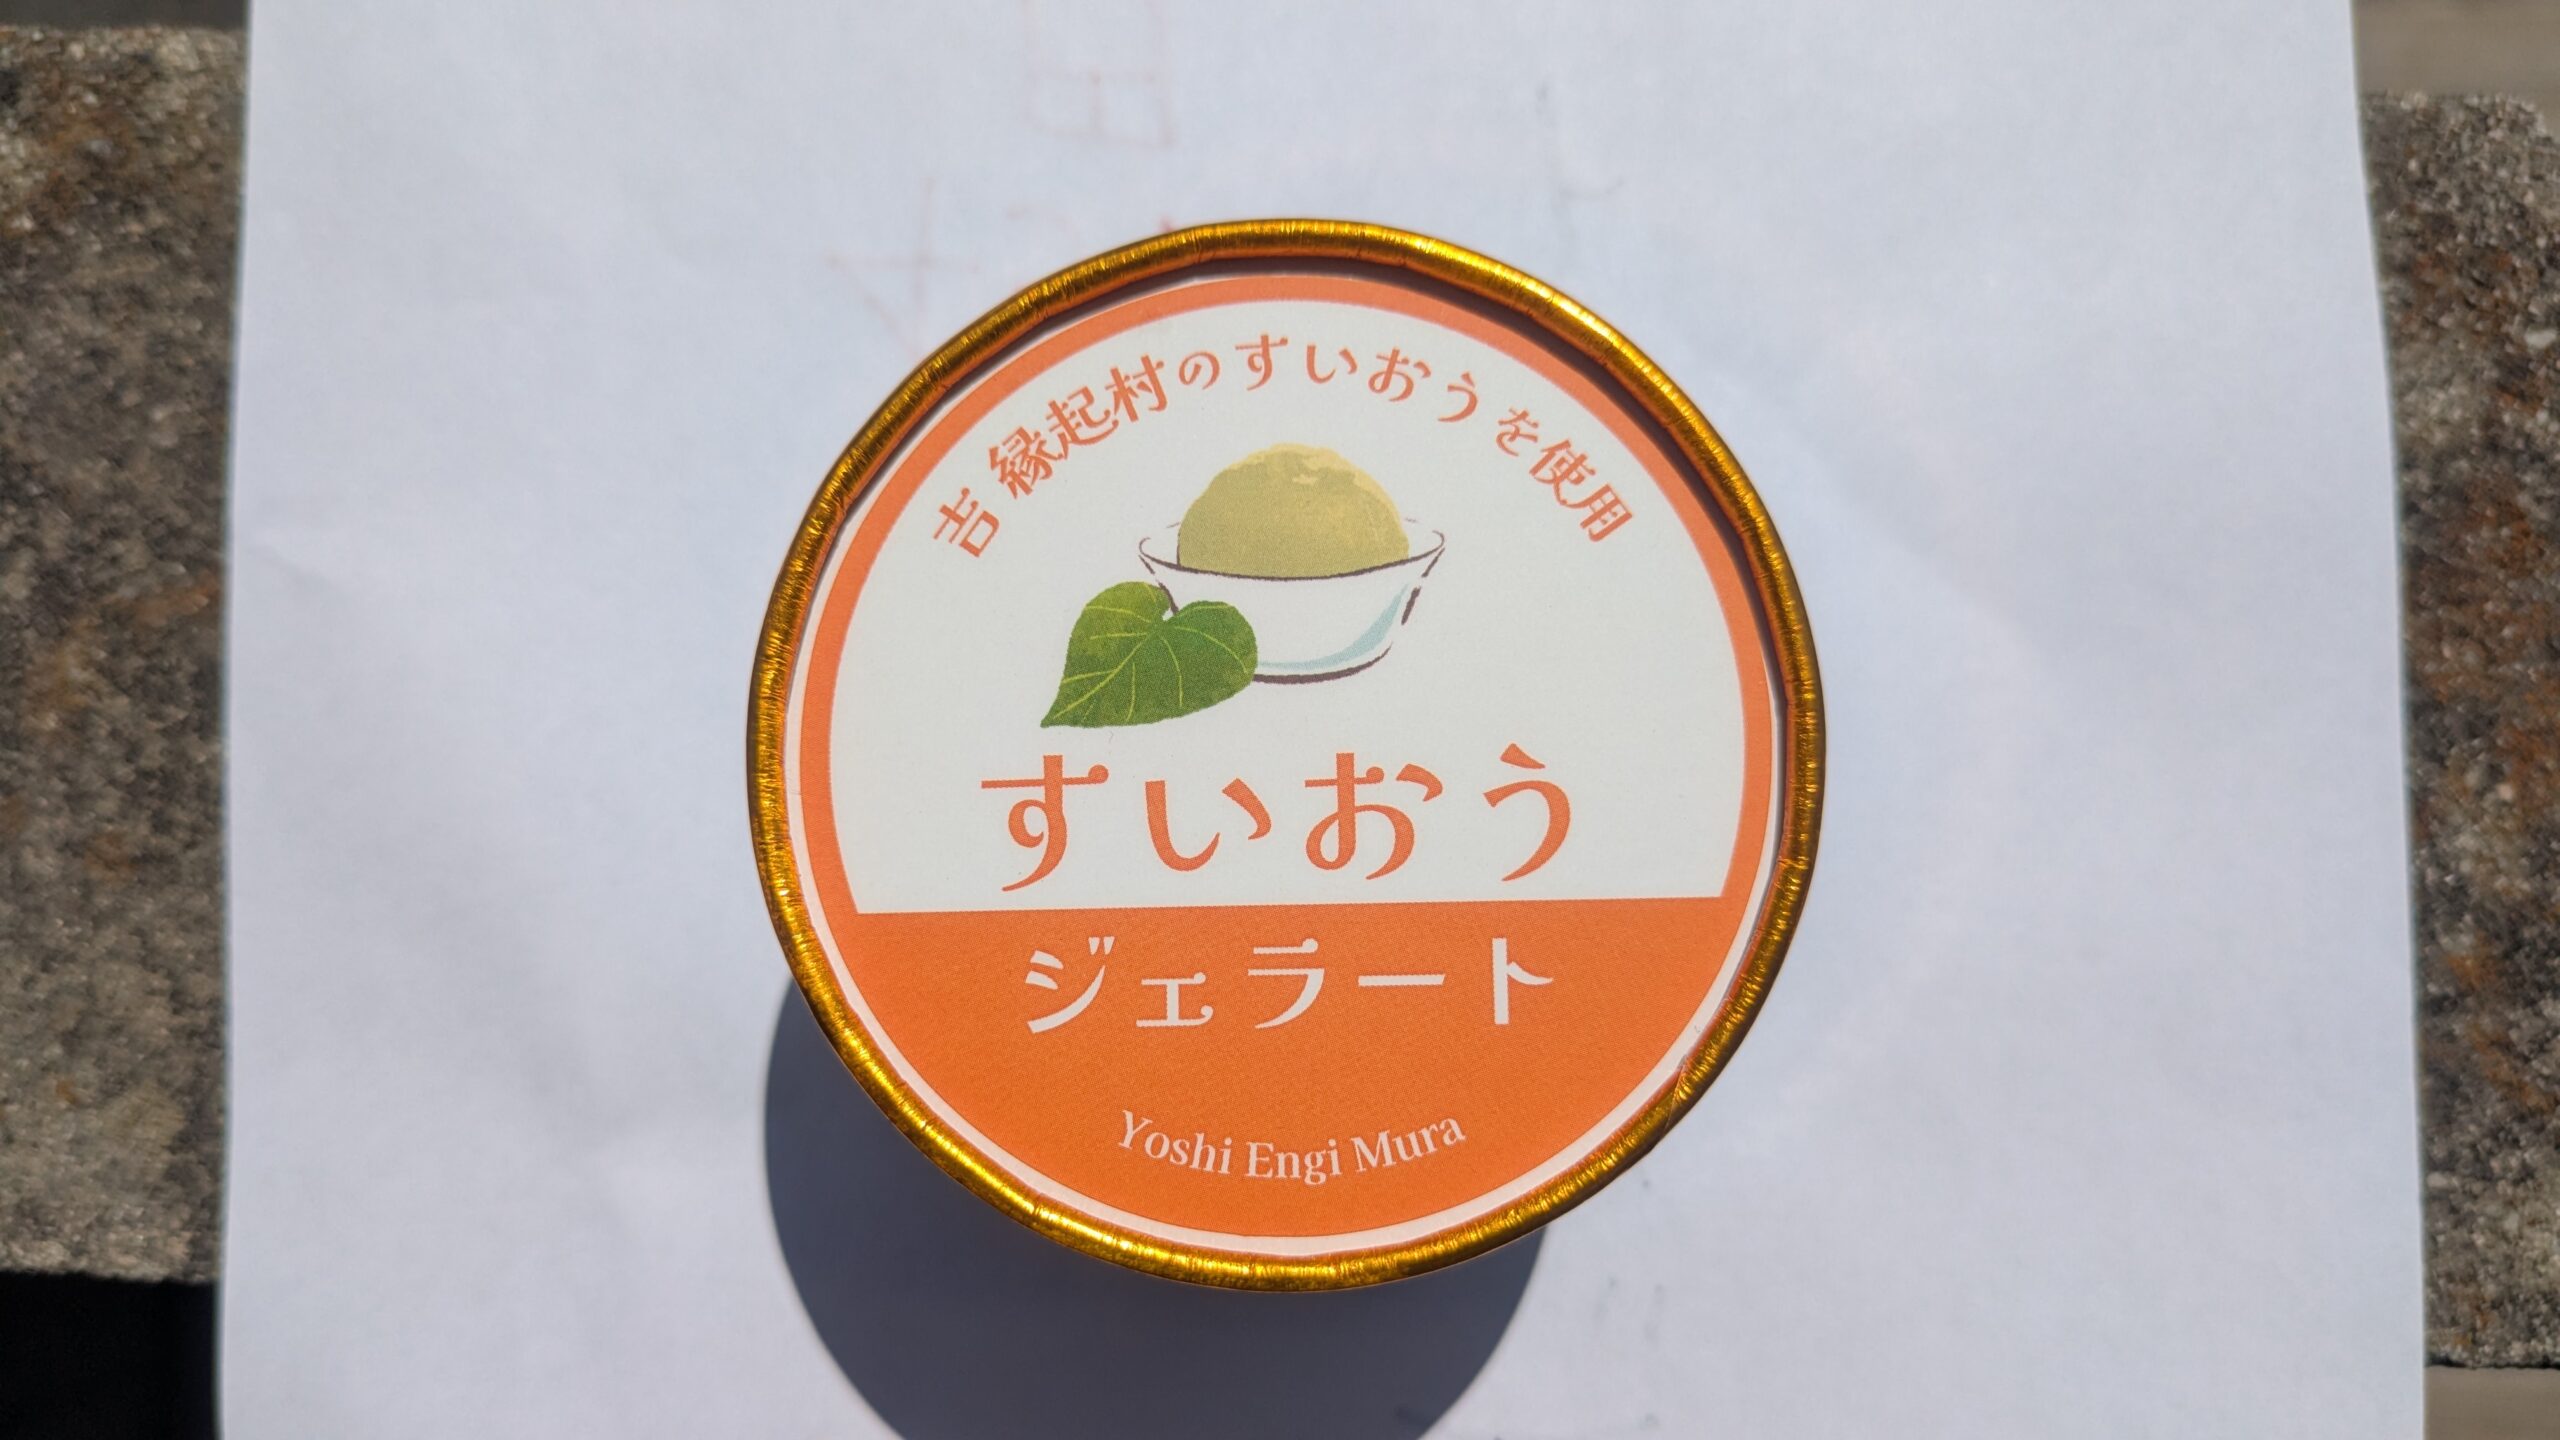 吉縁起村のすいおうを使用
すいおう
ジェラート
Yoshi Engi Mura